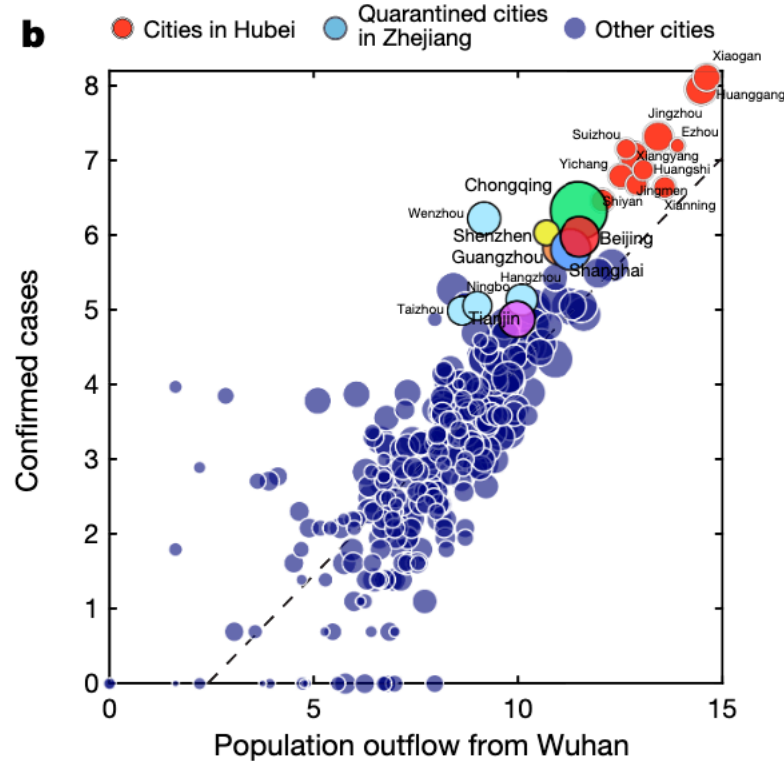 b
Cities in Hubei
Quarantined cities
in Zhejiang
Other cities
Xiaogan
8
Huanggang
Jingzhou
Suizhou
Ezhou
7
Xiangyang
Yichang
Huangshi
Chongqing
Jingmen
Shiyan
Xianning
Wenzhou
6
Shenzhen
Beijing
Guangzhou
Shanghai
Hangzhou
Ningbo
5
Taizhou
Tianjin
4
Confirmed cases
3
2
1
0
0
5
10
15
Population outflow from Wuhan